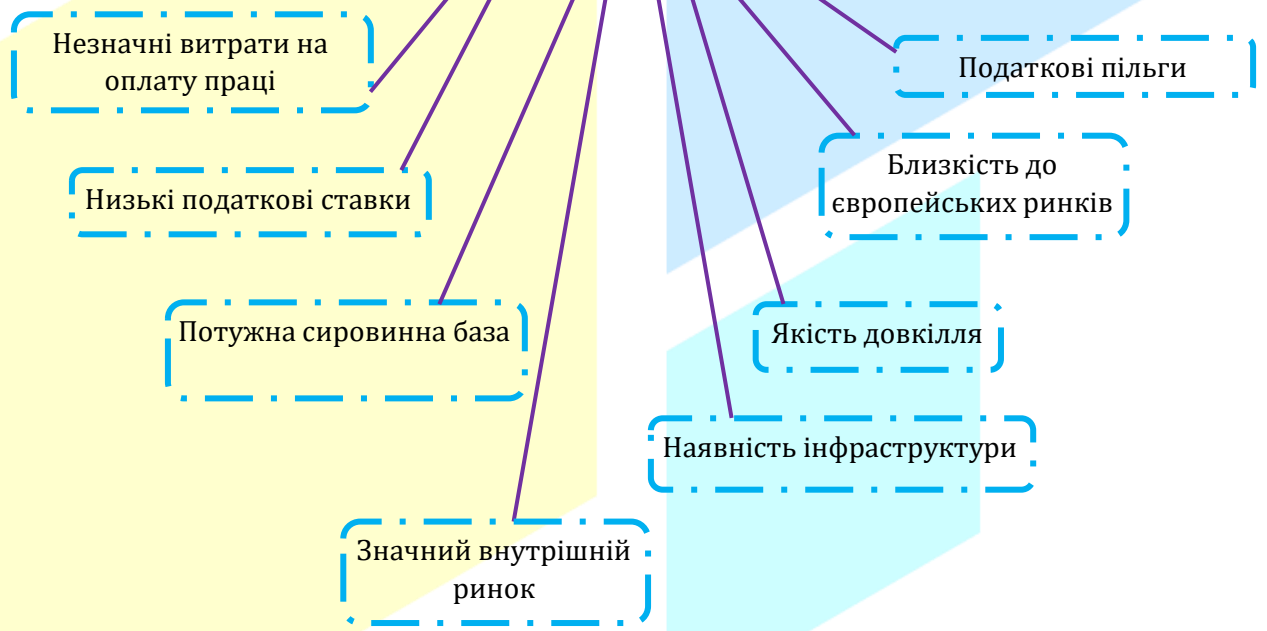 Незначні витрати на
оплату праці
Податкові пільги
Близкість до
європейських ринків
Низькі податкові ставки
Потужна сировинна база
Якість довкілля
Наявність інфраструктури
Значний внутрішній
ринок